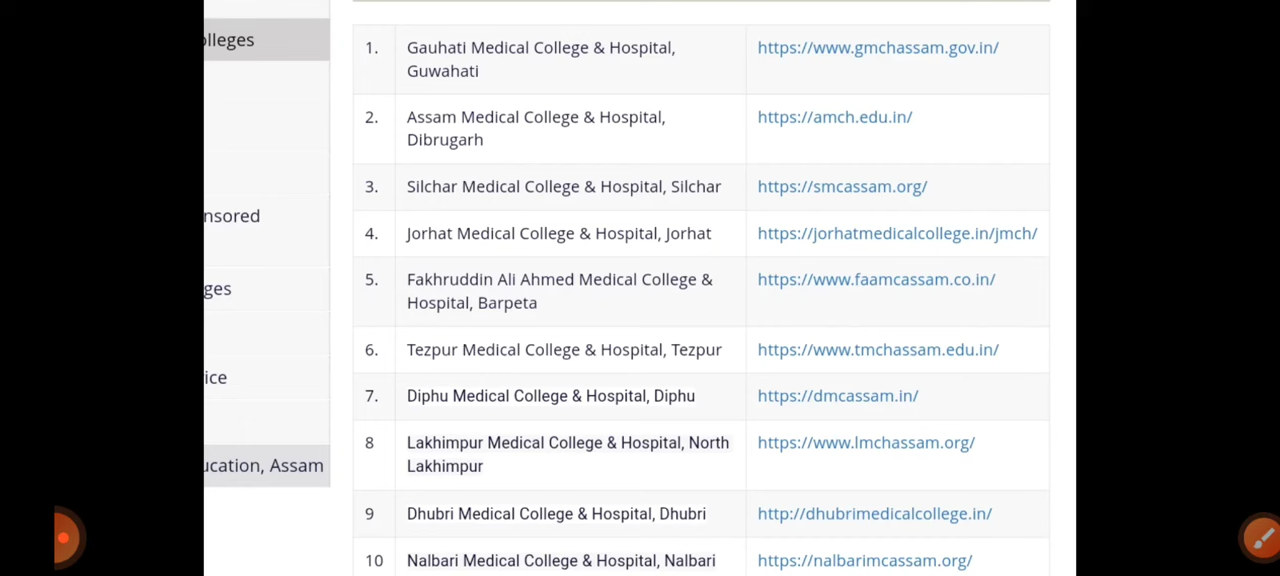 olleges
nsored
ges
ice
ucation, Assam
1. Gauhati Medical College & Hospital, https://www.gmchassam.gov.in/
Guwahati
2. Assam Medical College & Hospital, https://amch.edu.in/
Dibrugarh
3. Silchar Medical College & Hospital, Silchar https://smcassam.org/
4. Jorhat Medical College & Hospital, Jorhat https://jorhatmedicalcollege.in/jmch/
5. Fakhruddin Ali Ahmed Medical College & https://www.faamcassam.co.in/
Hospital, Barpeta
6. Tezpur Medical College & Hospital, Tezpur https://www.tmchassam.edu.in/
7. Diphu Medical College & Hospital, Diphu https://dmcassam.in/
8 Lakhimpur Medical College & Hospital, North https://www.lmchassam.org/
Lakhimpur
9 Dhubri Medical College & Hospital, Dhubri http://dhubrimedicalcollege.in/
10 Nalbari Medical College & Hospital, Nalbari https://nalbarimcassam.org/